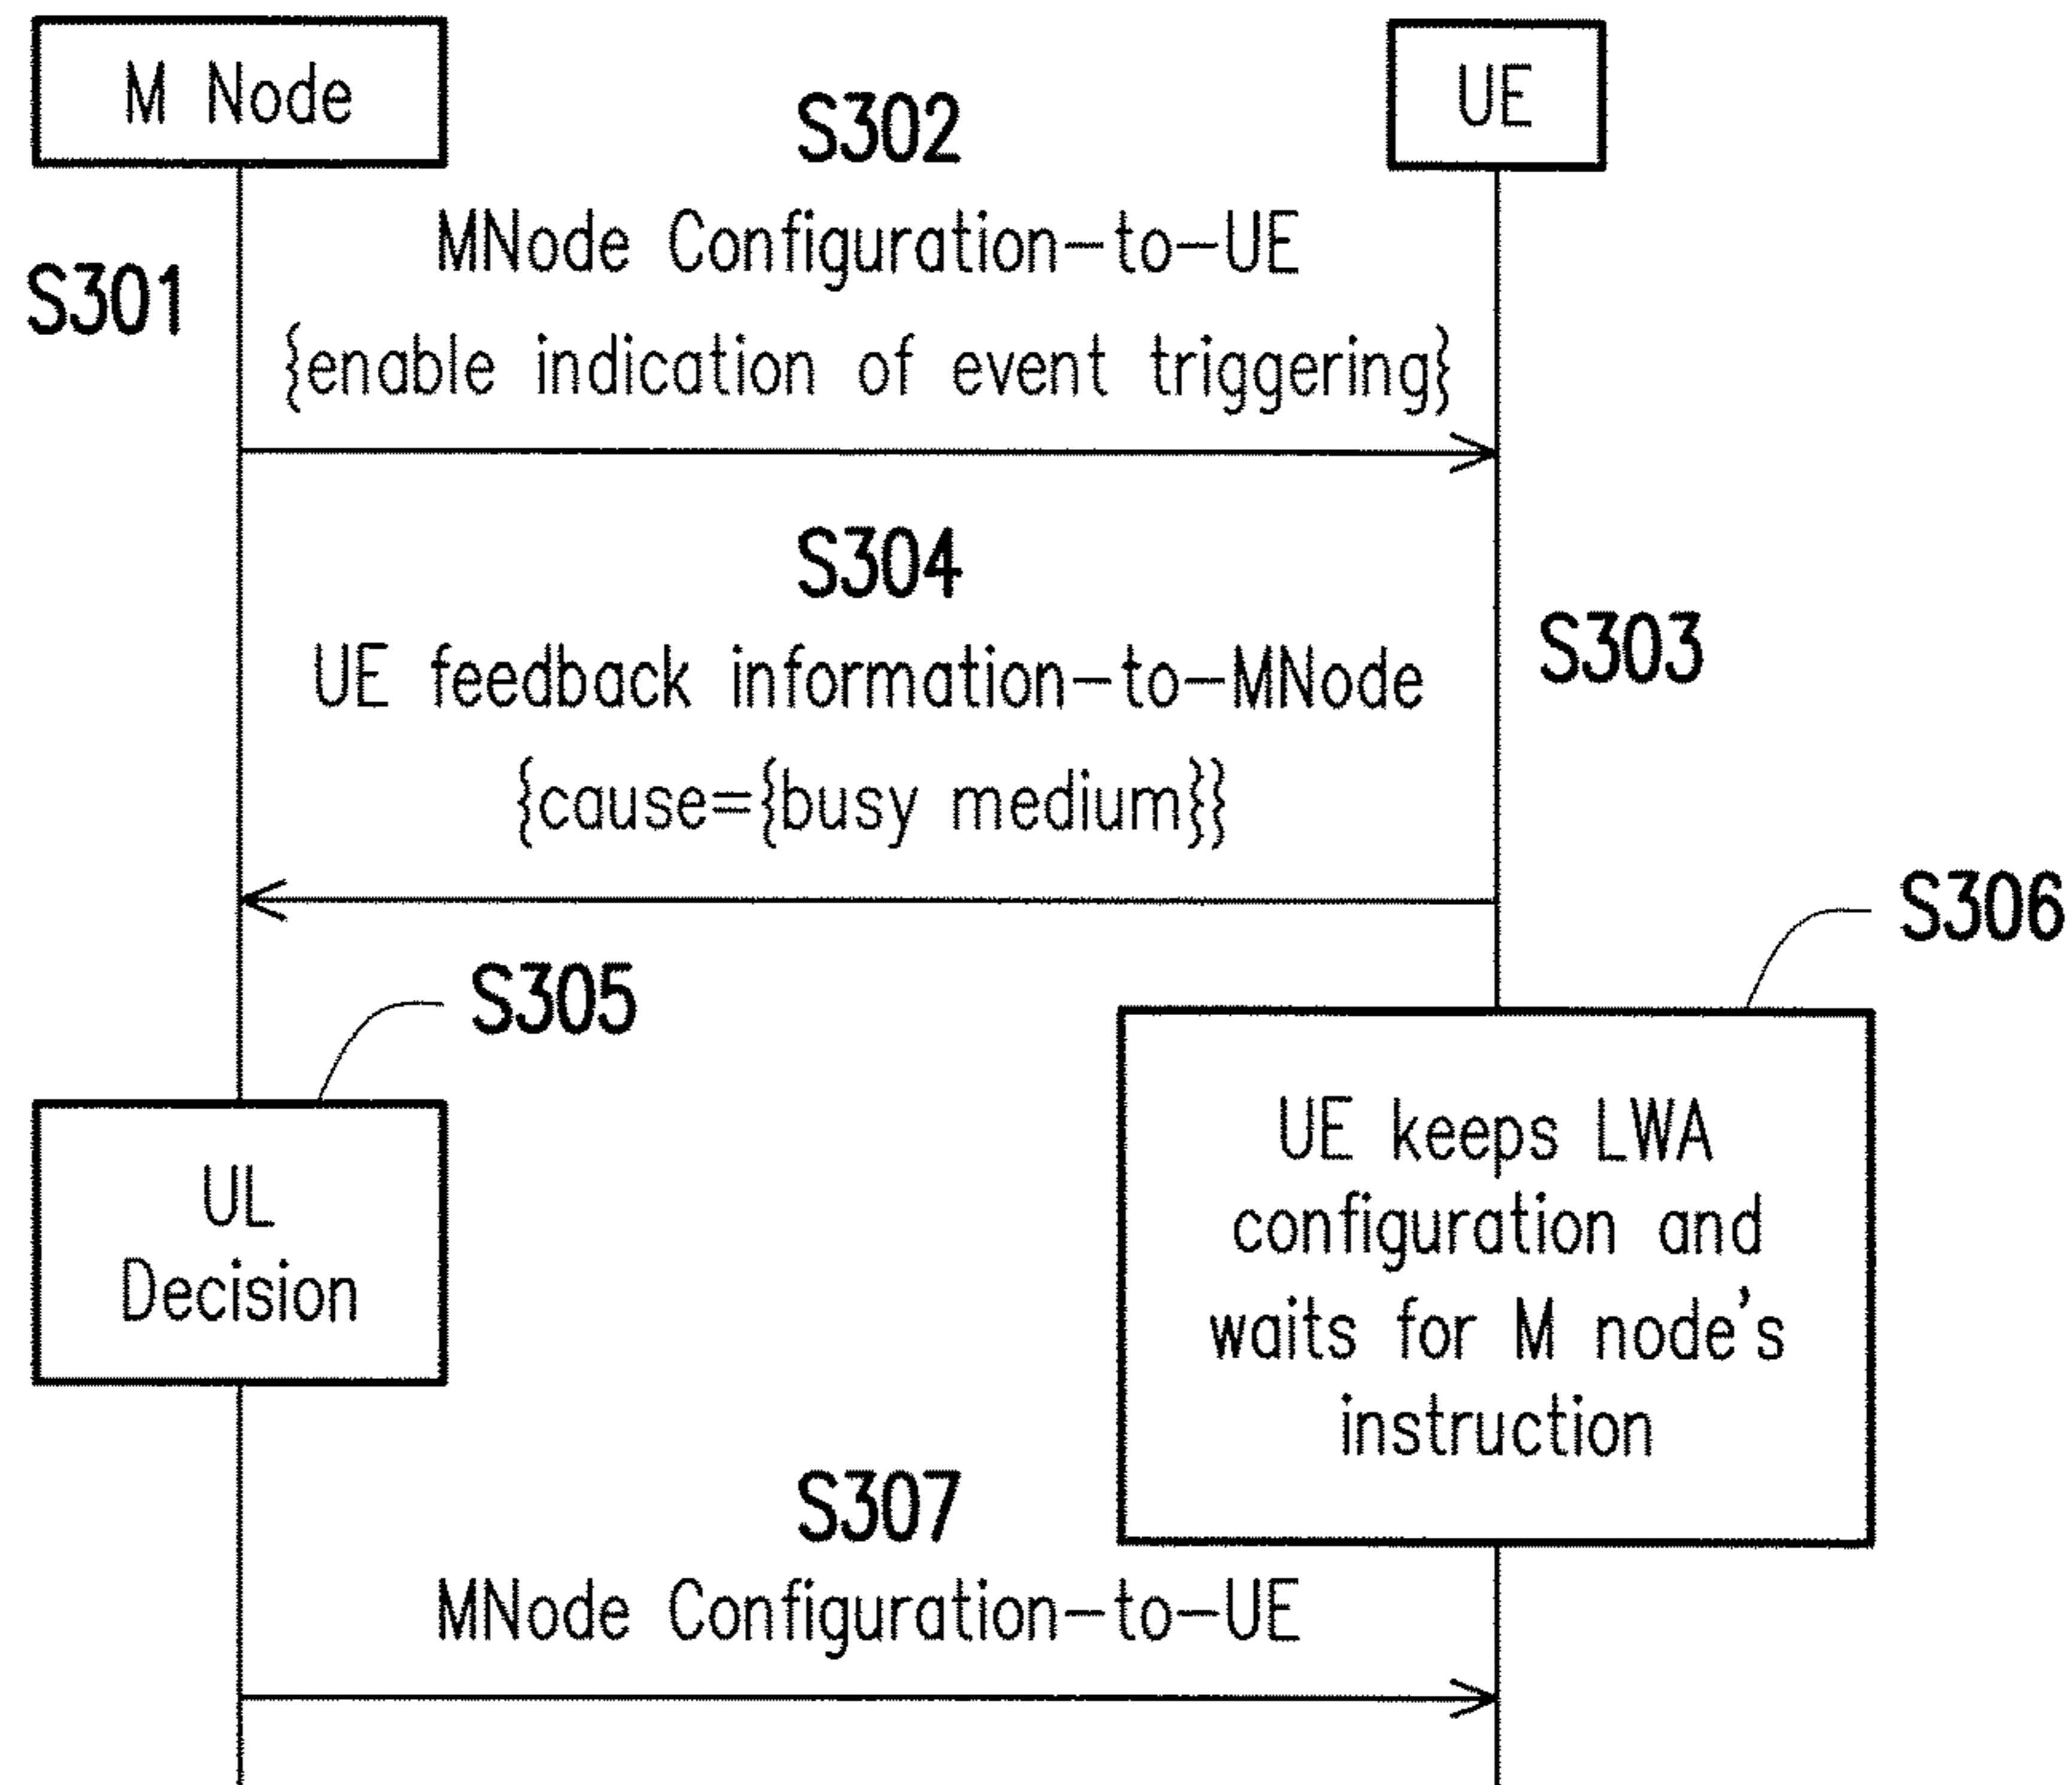 M Node
UE
S302
MNode Configuration-to-UE
S301
{enable indication of event triggering}
S304
S303
UE feedback information-to-MNode
{cause={busy medium}}
S306
S305
UE keeps LWA
configuration and
waits for M node's
instruction
UL
Decision
S307
MNode Configuration-to-UE